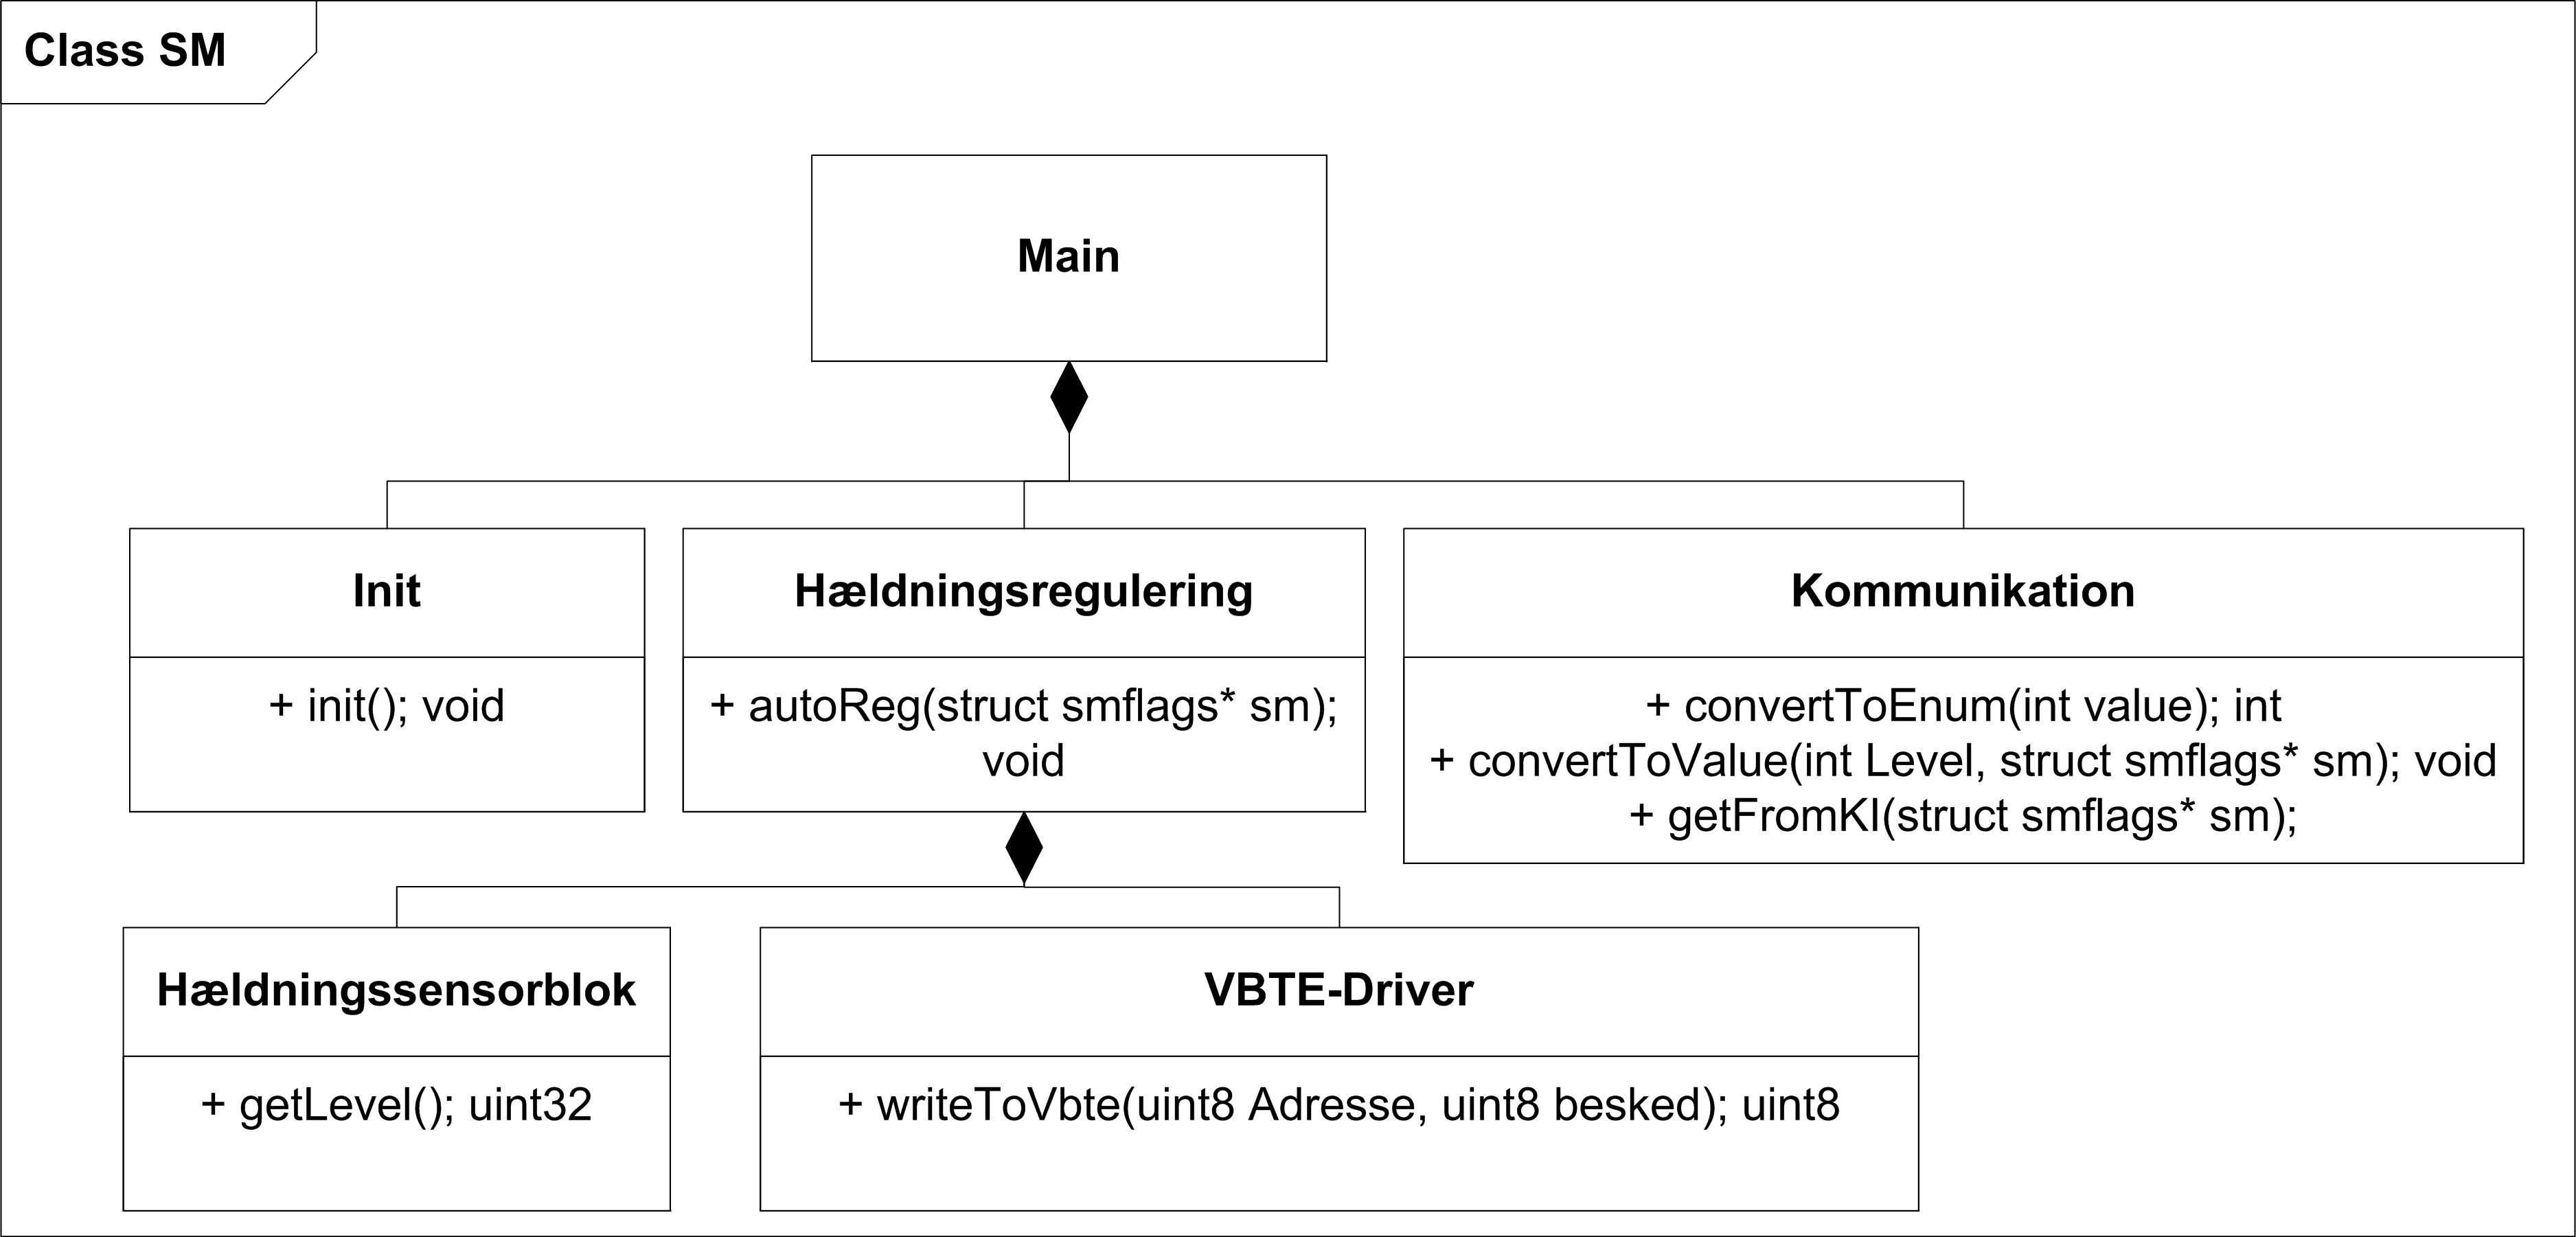 Class SM
Main
Init
+ init(); void
Hældningsregulering
+ autoReg(struct smflags* sm);
void
Kommunikation
+ convertToEnum(int value); int
+ convertToValue(int Level, struct smflags* sm); void
+ getFromKI(struct smflags* sm);
Hældningssensorblok
+ getLevel(); uint32
VBTE-Driver
+ writeToVbte(uint8 Adresse, uint8 besked); uint8